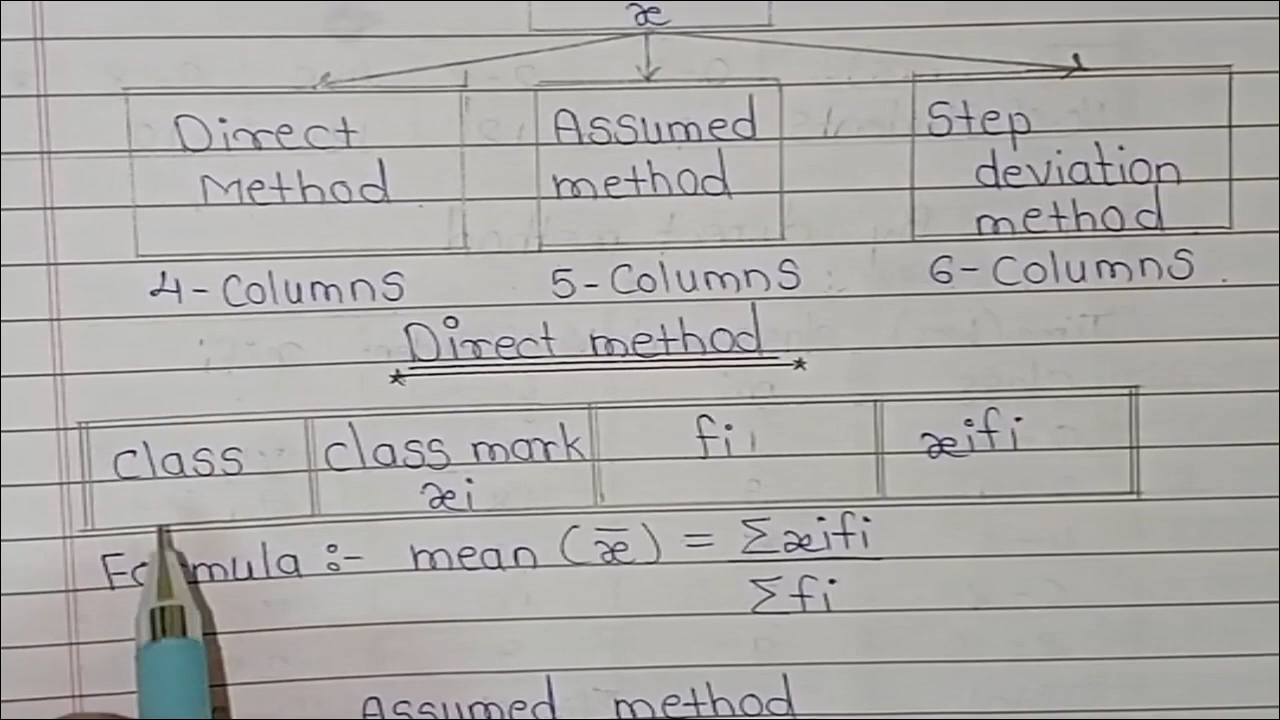 x
Direct Method
Assumed method
Step deviation method
4-Columns
5-Columns
6-Columns
Direct method
class
class mark xi
fi
xifi
Formula :- mean (x̄) = Σxifi / Σfi
Assumed method